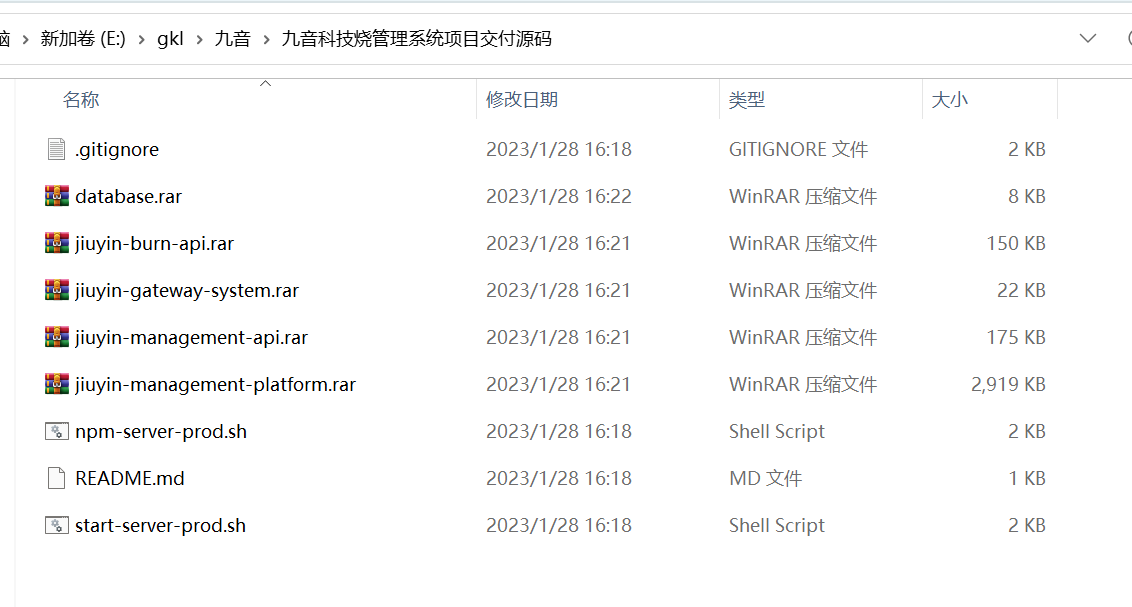 脑 › 新加卷 (E:) › gkl › 九音 › 九音科技烧管理系统项目交付源码
名称 修改日期 类型 大小
.gitignore 2023/1/28 16:18 GITIGNORE 文件 2 KB
database.rar 2023/1/28 16:22 WinRAR 压缩文件 8 KB
jiuyin-burn-api.rar 2023/1/28 16:21 WinRAR 压缩文件 150 KB
jiuyin-gateway-system.rar 2023/1/28 16:21 WinRAR 压缩文件 22 KB
jiuyin-management-api.rar 2023/1/28 16:21 WinRAR 压缩文件 175 KB
jiuyin-management-platform.rar 2023/1/28 16:21 WinRAR 压缩文件 2,919 KB
npm-server-prod.sh 2023/1/28 16:18 Shell Script 2 KB
README.md 2023/1/28 16:18 MD 文件 1 KB
start-server-prod.sh 2023/1/28 16:18 Shell Script 2 KB